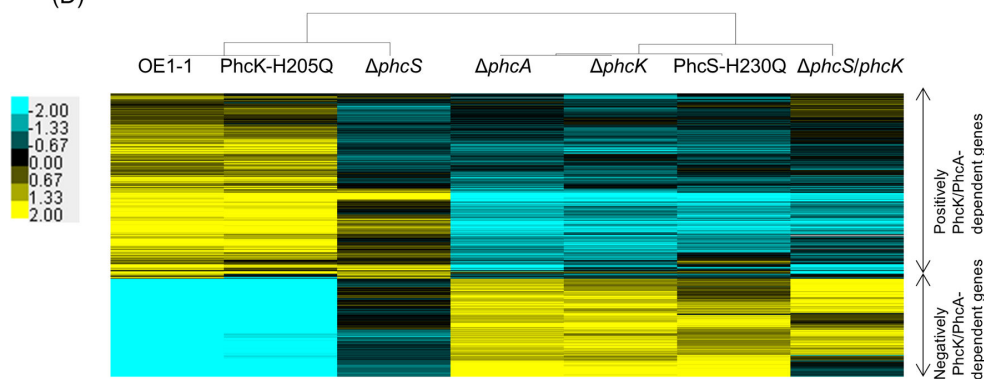 (B)
OE1-1 PhcK-H205Q ΔphcS ΔphcA ΔphcK PhcS-H230Q ΔphcS/phcK
-2.00
-1.33
-0.67
0.00
0.67
1.33
2.00
Positively
PhcK/PhcA-
dependent genes
Negatively
PhcK/PhcA-
dependent genes